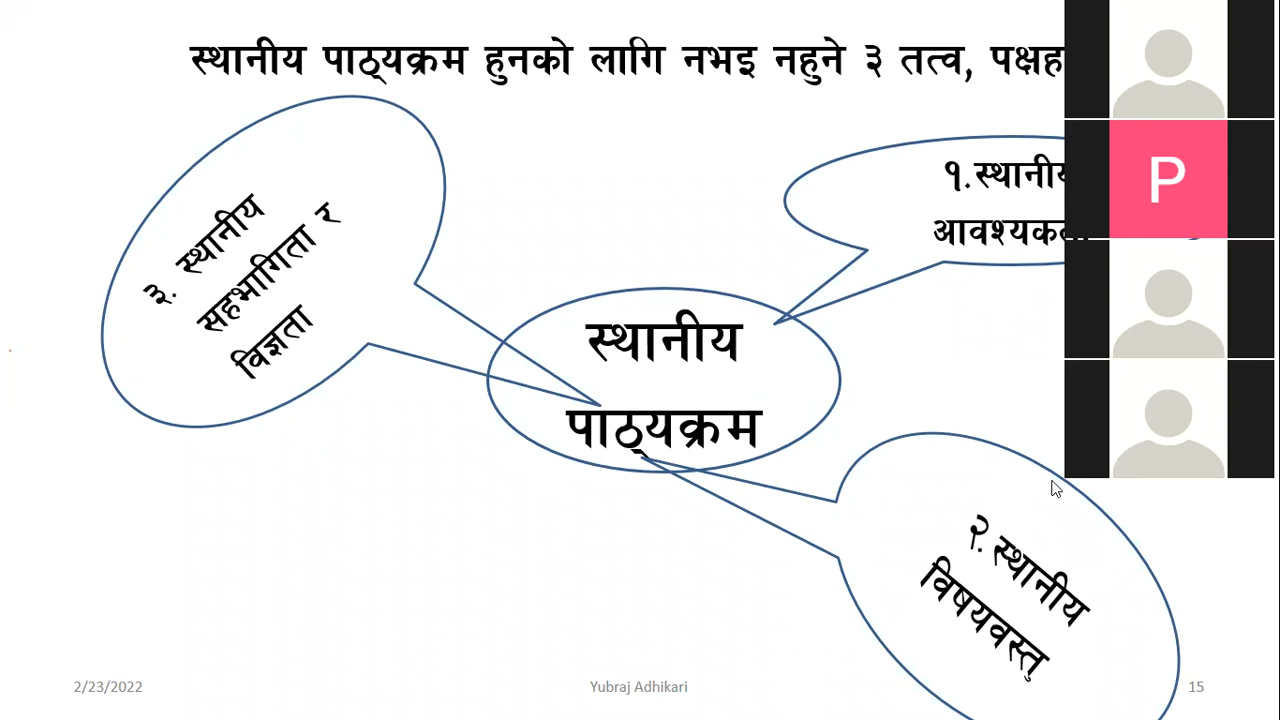 स्थानीय पाठ्यक्रम हुनको लागि नभइ नहुने ३ तत्व, पक्षह
१.स्थानीय
आवश्यकता
P
३. स्थानीय
सहभागिता र
विज्ञता
स्थानीय
पाठ्यक्रम
२. स्थानीय
विषयवस्तु
2/23/2022
Yubraj Adhikari
15